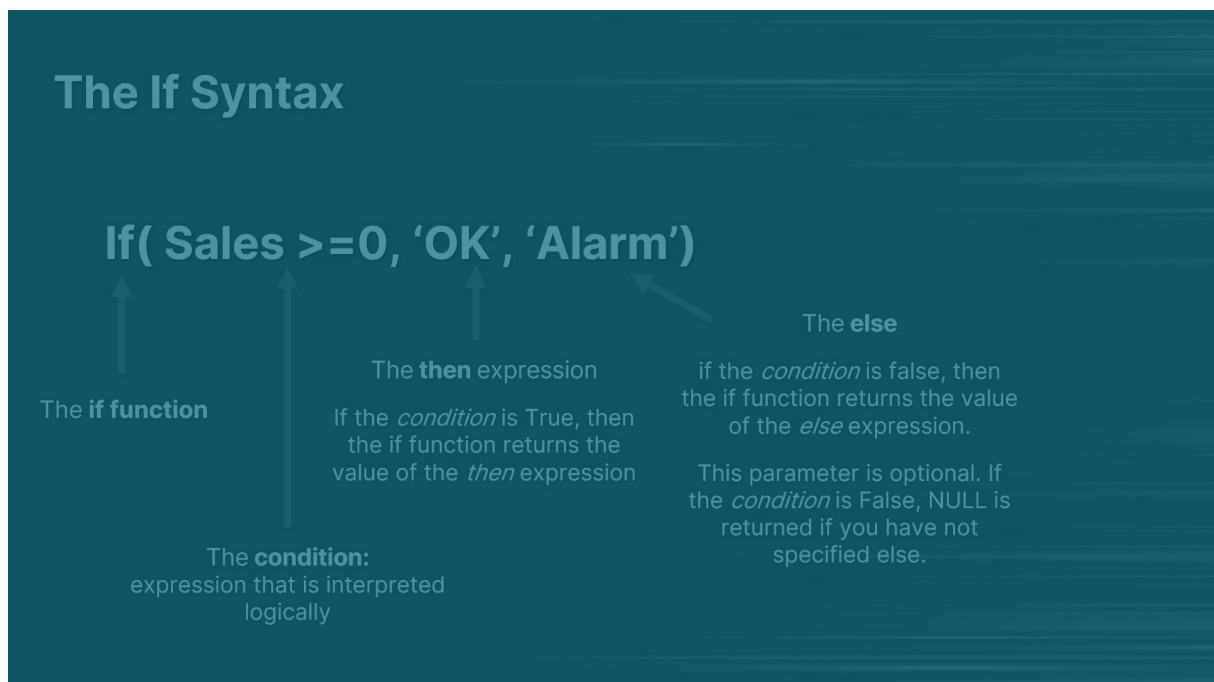 The If Syntax
If( Sales >=0, ‘OK’, ‘Alarm’)
The if function
The condition:
expression that is interpreted
logically
The then expression
If the condition is True, then
the if function returns the
value of the then expression
The else
if the condition is false, then
the if function returns the value
of the else expression.
This parameter is optional. If
the condition is False, NULL is
returned if you have not
specified else.